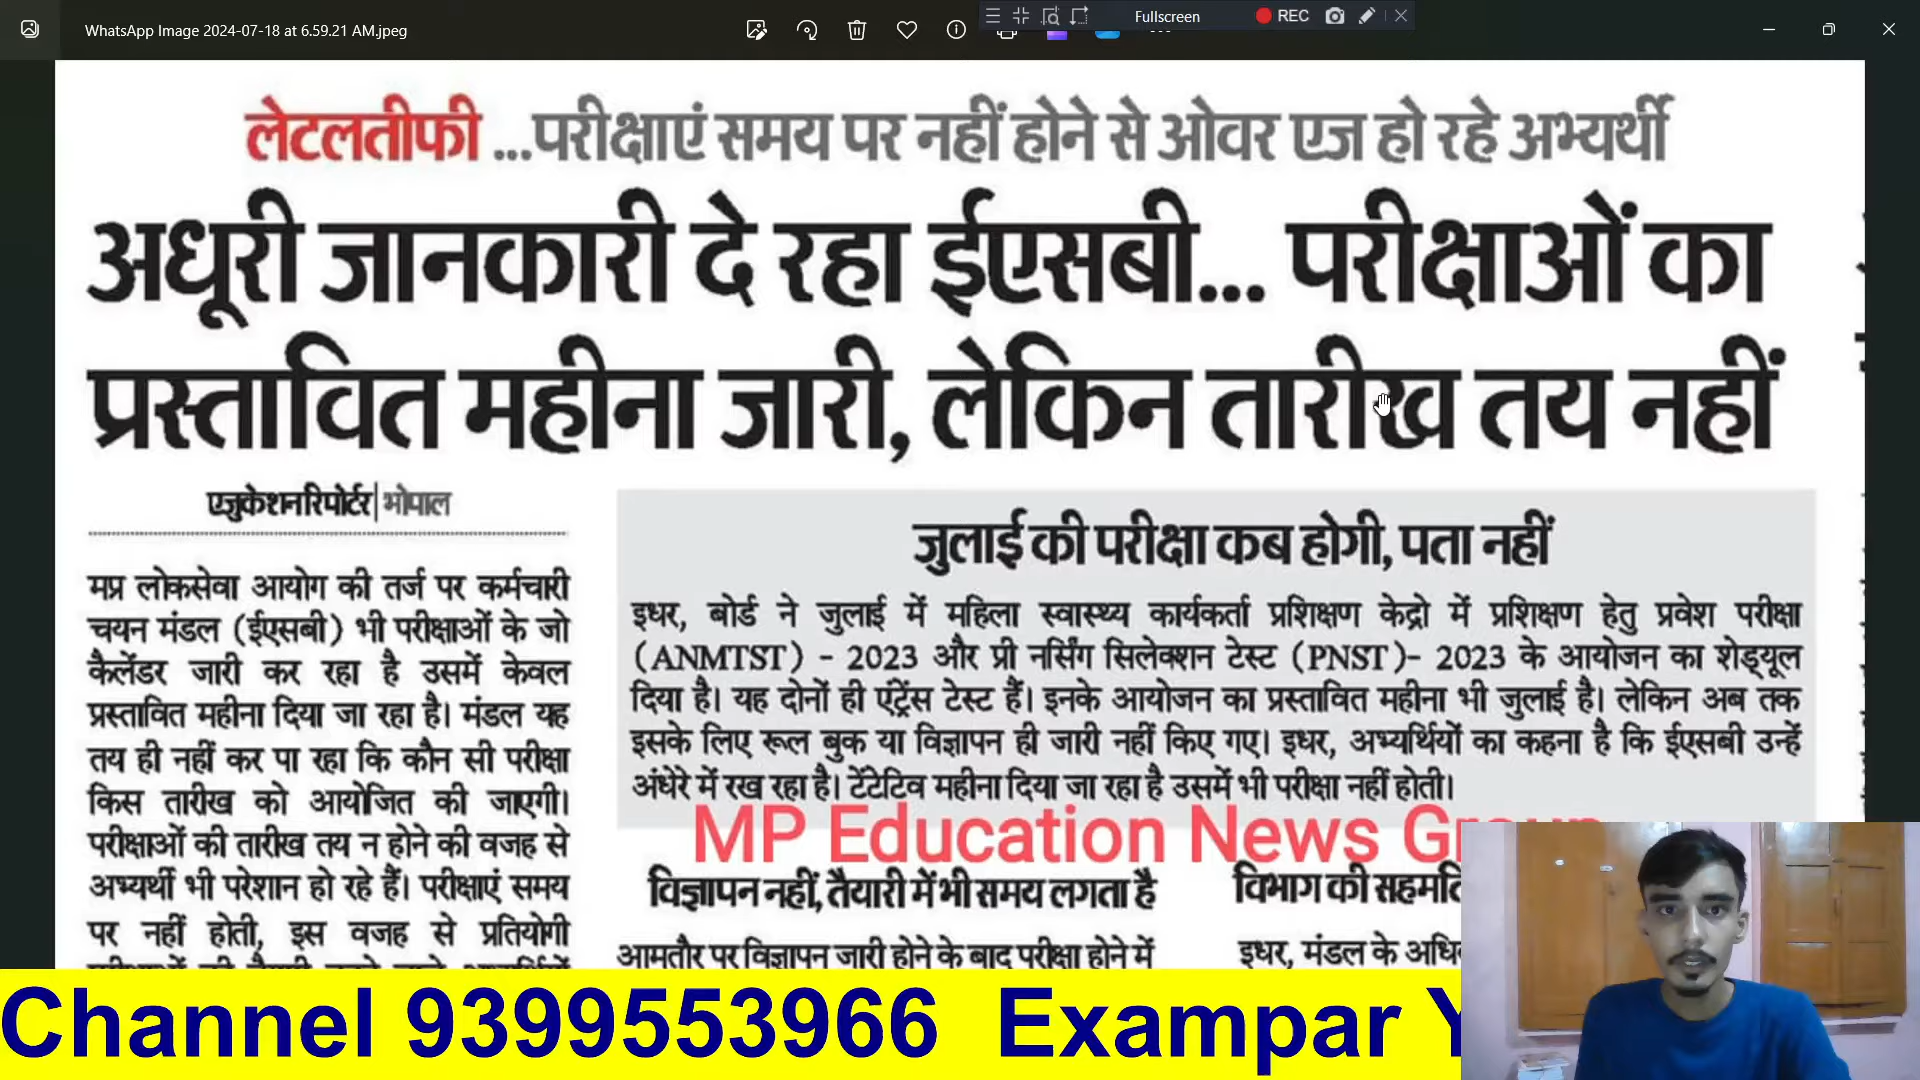 WhatsApp Image 2024-07-18 at 6.59.21 AM.jpeg
Fullscreen
REC
लेटलतीफी ...परीक्षाएं समय पर नहीं होने से ओवर एज हो रहे अभ्यर्थी
अधूरी जानकारी दे रहा ईएसबी... परीक्षाओं का
प्रस्तावित महीना जारी, लेकिन तारीख तय नहीं
एजुकेशन रिपोर्टर|भोपाल
मप्र लोकसेवा आयोग की तर्ज पर कर्मचारी
चयन मंडल (ईएसबी) भी परीक्षाओं के जो
कैलेंडर जारी कर रहा है उसमें केवल
प्रस्तावित महीना दिया जा रहा है। मंडल यह
तय ही नहीं कर पा रहा कि कौन सी परीक्षा
किस तारीख को आयोजित की जाएगी।
परीक्षाओं की तारीख तय न होने की वजह से
अभ्यर्थी भी परेशान हो रहे हैं। परीक्षाएं समय
पर नहीं होती, इस वजह से प्रतियोगी
जुलाई की परीक्षा कब होगी, पता नहीं
इधर, बोर्ड ने जुलाई में महिला स्वास्थ्य कार्यकर्ता प्रशिक्षण केद्रो में प्रशिक्षण हेतु प्रवेश परीक्षा
(ANMTST) - 2023 और प्री नर्सिंग सिलेक्शन टेस्ट (PNST)- 2023 के आयोजन का शेड्यूल
दिया है। यह दोनों ही एंट्रेंस टेस्ट हैं। इनके आयोजन का प्रस्तावित महीना भी जुलाई है। लेकिन अब तक
इसके लिए रूल बुक या विज्ञापन ही जारी नहीं किए गए। इधर, अभ्यर्थियों का कहना है कि ईएसबी उन्हें
अंधेरे में रख रहा है। टेंटेटिव महीना दिया जा रहा है उसमें भी परीक्षा नहीं होती।
MP Education News Group
विज्ञापन नहीं, तैयारी में भी समय लगता है
आमतौर पर विज्ञापन जारी होने के बाद परीक्षा होने में
विभाग की सहमति
इधर, मंडल के अधि
Channel 9399553966 Exampar Y